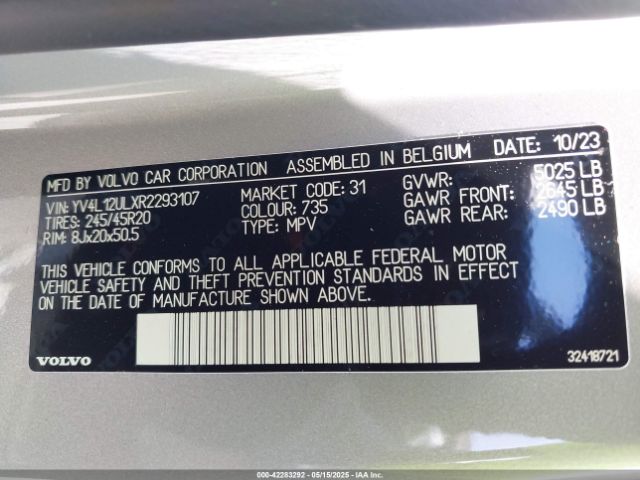 MFD BY VOLVO CAR CORPORATION ASSEMBLED IN BELGIUM DATE: 10/23
VIN: YV4L12ULXR2293107 MARKET CODE: 31 GVWR: 5025 LB
TIRES: 245/45R20 COLOUR: 735 GAWR FRONT: 2645 LB
RIM: 8Jx20x50.5 TYPE: MPV GAWR REAR: 2490 LB
THIS VEHICLE CONFORMS TO ALL APPLICABLE FEDERAL MOTOR
VEHICLE SAFETY AND THEFT PREVENTION STANDARDS IN EFFECT
ON THE DATE OF MANUFACTURE SHOWN ABOVE.
VOLVO 32418721
000-42283292 - 05/15/2025 - IAA Inc.